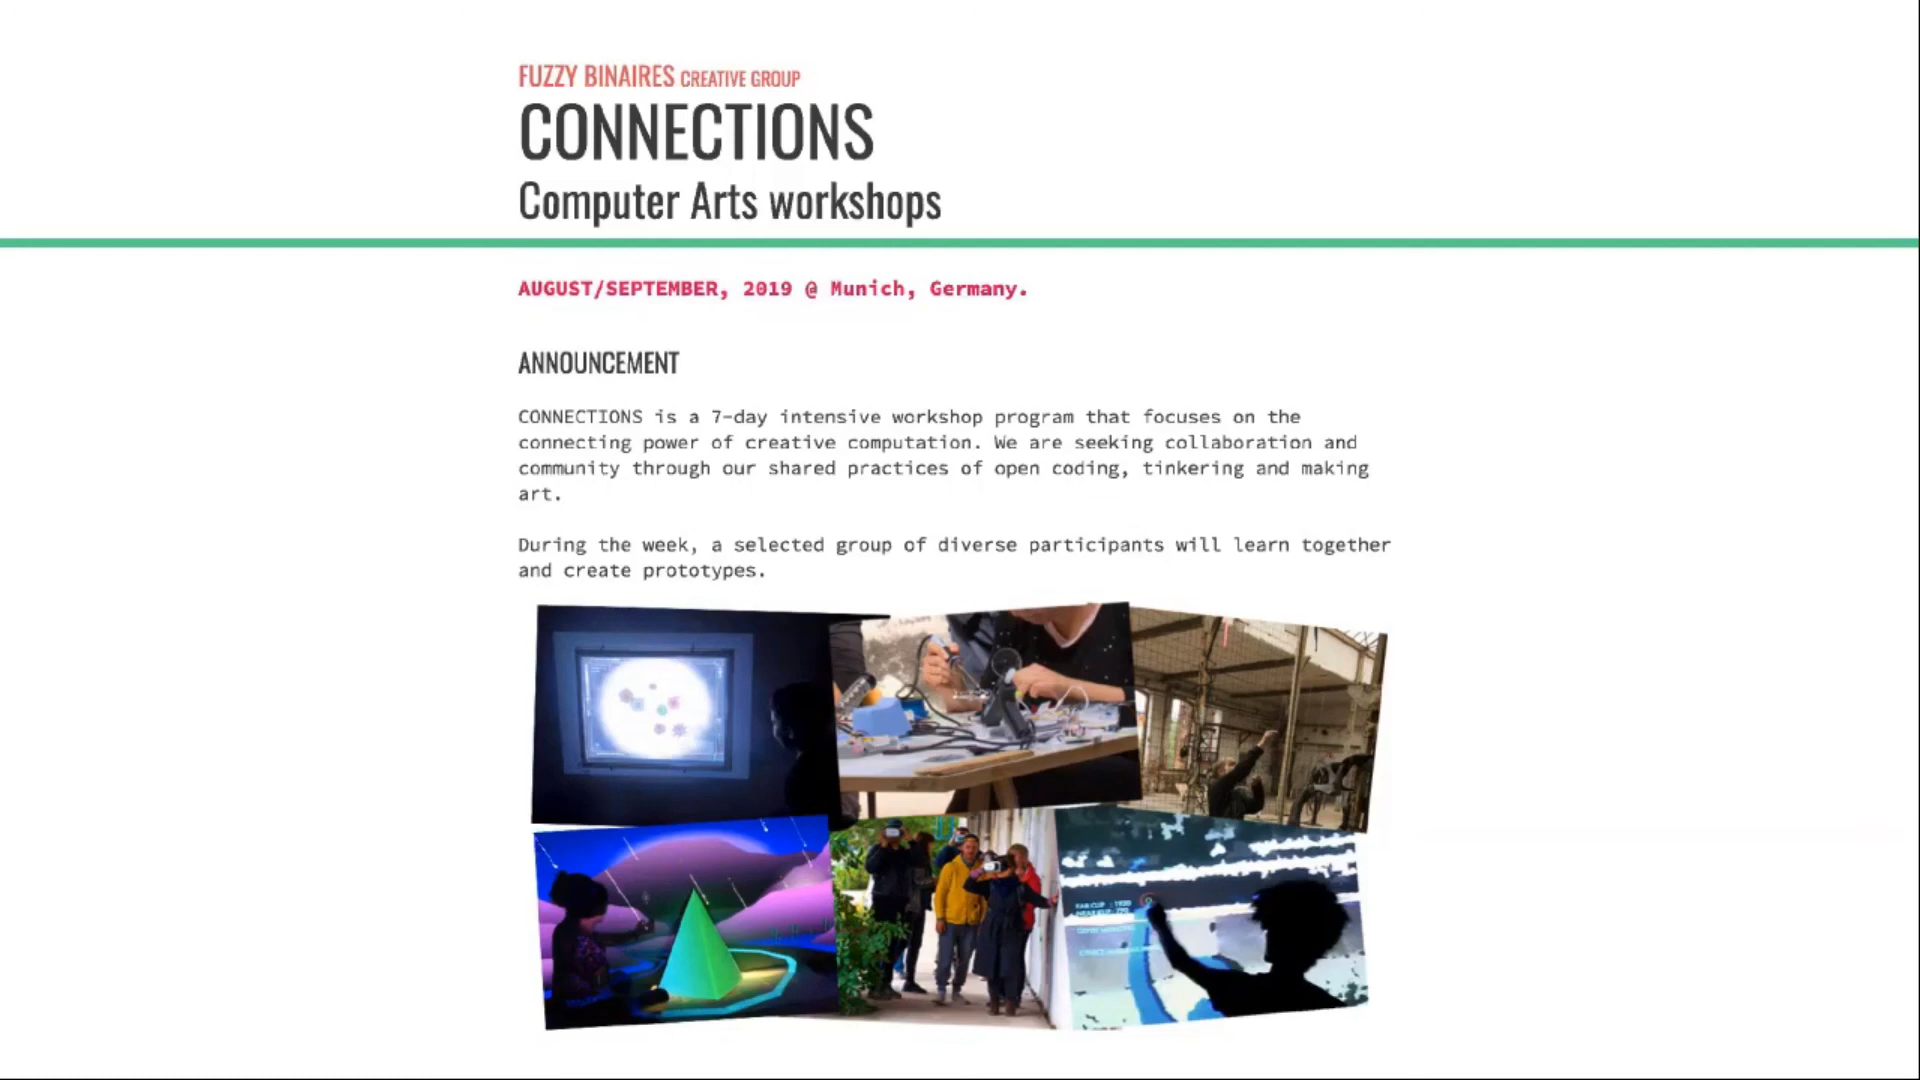 FUZZY BINAIRES CREATIVE GROUP
CONNECTIONS
Computer Arts workshops
AUGUST/SEPTEMBER, 2019 @ Munich, Germany.
ANNOUNCEMENT
CONNECTIONS is a 7-day intensive workshop program that focuses on the
connecting power of creative computation. We are seeking collaboration and
community through our shared practices of open coding, tinkering and making
art.
During the week, a selected group of diverse participants will learn together
and create prototypes.